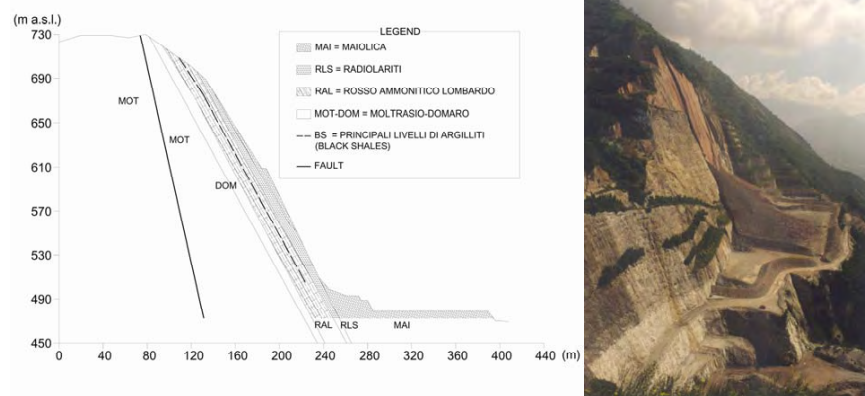 (m a.s.l.)
730
690
650
610
570
530
490
450
0
40
80
120
160
200
240
280
320
360
400
440
(m)
MOT
MOT
DOM
RAL
RLS
MAI
LEGEND
MAI = MAIOLICA
RLS = RADIOLARITI
RAL = ROSSO AMMONITICO LOMBARDO
MOT-DOM = MOLTRASIO-DOMARO
BS = PRINCIPALI LIVELLI DI ARGILLITI
(BLACK SHALES)
FAULT